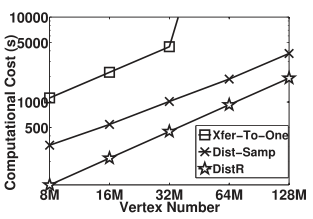 Computational Cost (s)
10000
5000
1000
500
8M 16M 32M 64M 128M
Vertex Number
Xfer-To-One
Dist-Samp
DistR